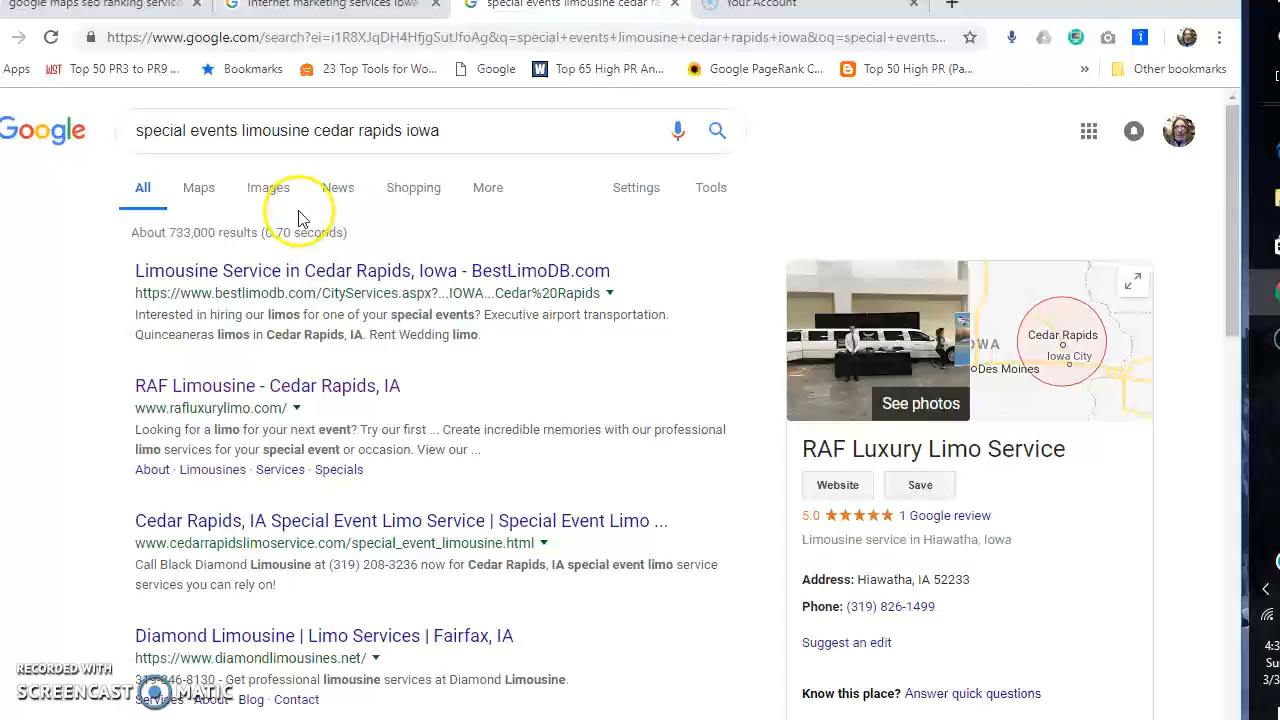 google maps seo ranking service
internet marketing services iowa
special events limousine cedar ra
Your Account
https://www.google.com/search?ei=i1R8XJqDH4HfjgSutJfoAg&q=special+events+limousine+cedar+rapids+iowa&oq=special+events...
Apps
Top 50 PR3 to PR9 ...
Bookmarks
23 Top Tools for Wo...
Google
Top 65 High PR An...
Google PageRank C...
Top 50 High PR (Pa...
»
Other bookmarks
Google
special events limousine cedar rapids iowa
All
Maps
Images
News
Shopping
More
Settings
Tools
About 733,000 results (0.70 seconds)
Limousine Service in Cedar Rapids, Iowa - BestLimoDB.com
https://www.bestlimodb.com/CityServices.aspx?...IOWA...Cedar%20Rapids
Interested in hiring our limos for one of your special events? Executive airport transportation.
Quinceaneras limos in Cedar Rapids, IA. Rent Wedding limo.
RAF Limousine - Cedar Rapids, IA
www.rafluxurylimo.com/
Looking for a limo for your next event? Try our first ... Create incredible memories with our professional
limo services for your special event or occasion. View our ...
About · Limousines · Services · Specials
Cedar Rapids, IA Special Event Limo Service | Special Event Limo ...
www.cedarrapidslimoservice.com/special_event_limousine.html
Call Black Diamond Limousine at (319) 208-3236 now for Cedar Rapids, IA special event limo service
services you can rely on!
Diamond Limousine | Limo Services | Fairfax, IA
https://www.diamondlimousines.net/
319-846-8130 - Get professional limousine services at Diamond Limousine.
Services · About · Blog · Contact
See photos
Cedar Rapids
OWA
Iowa City
Des Moines
RAF Luxury Limo Service
Website
Save
5.0 ★★★★★ 1 Google review
Limousine service in Hiawatha, Iowa
Address: Hiawatha, IA 52233
Phone: (319) 826-1499
Suggest an edit
Know this place? Answer quick questions
RECORDED WITH
SCREENCAST MATIC
4:3
Su
3/3